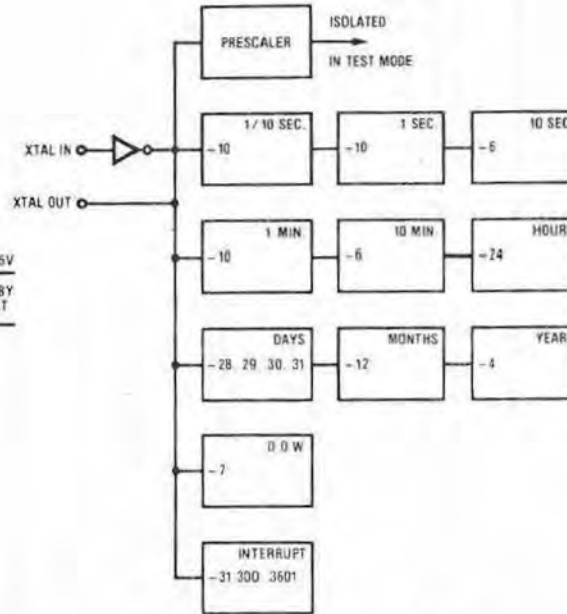 ISOLATED
PRESCALER
IN TEST MODE
1/10 SEC.
1 SEC
10 SEC
XTAL IN
-10
-10
-6
XTAL OUT
1 MIN.
10 MIN
HOUR
-10
-6
-24
DAYS
MONTHS
YEAR
-28. 29. 30. 31
-12
-4
D O W
-7
INTERRUPT
-31.300. 3601